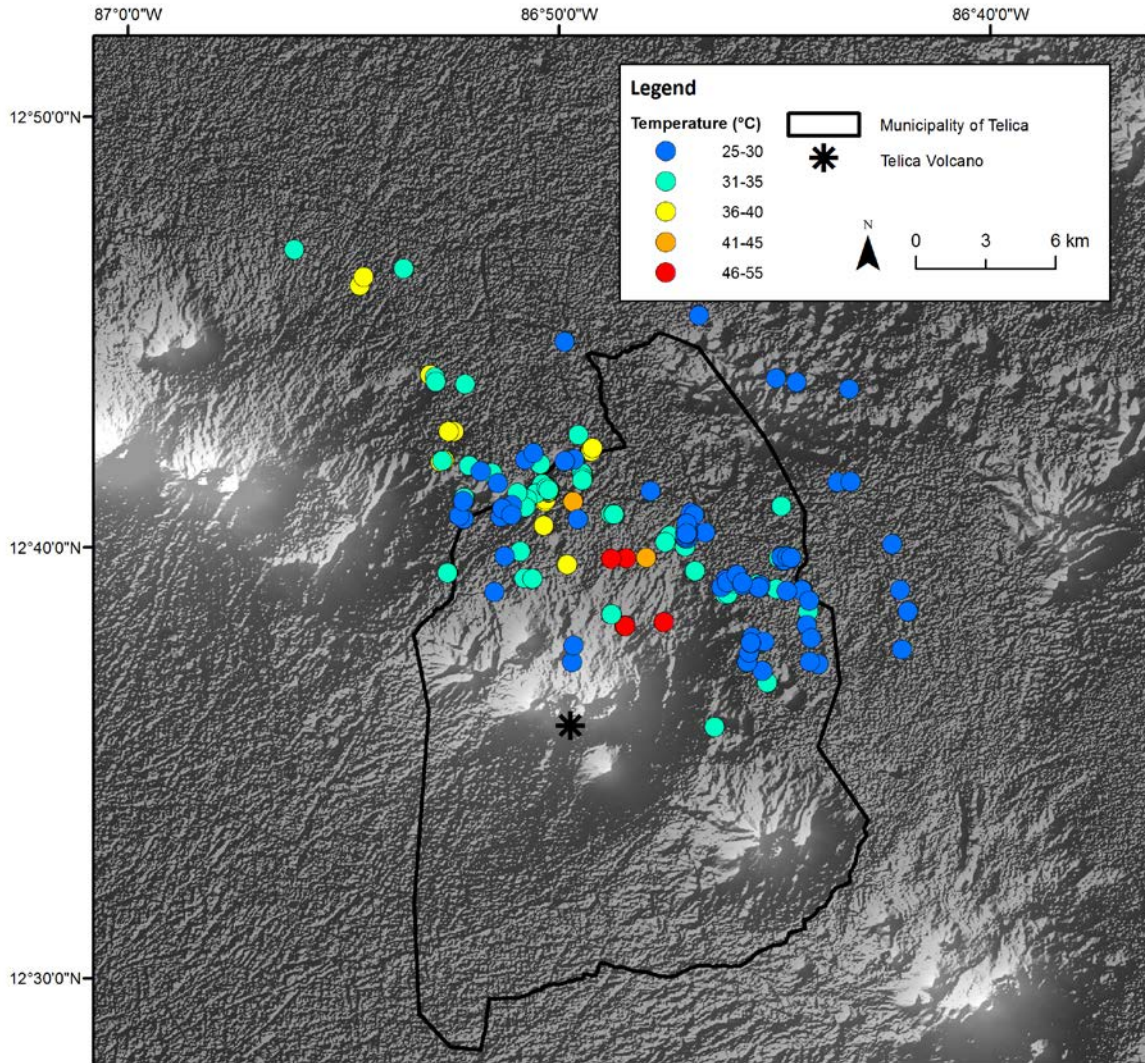 87°0'0"W 86°50'0"W 86°40'0"W
12°50'0"N
Legend
Temperature (°C)
25-30
31-35
36-40
41-45
46-55
Municipality of Telica
Telica Volcano
N
0 3 6 km
12°40'0"N
12°30'0"N